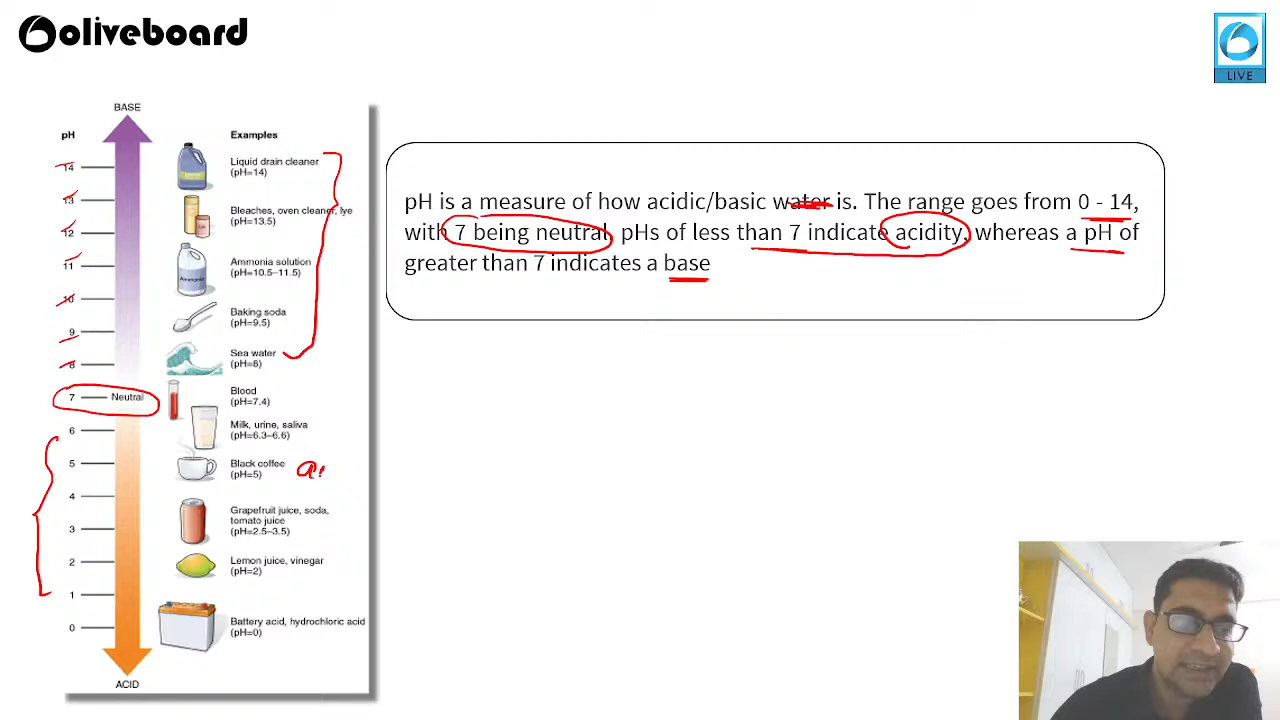 oliveboard
LIVE
BASE
pH
Examples
14
Liquid drain cleaner
(pH=14)
13
Bleaches, oven cleaner, lye
(pH=13.5)
12
11
Ammonia solution
(pH=10.5–11.5)
10
Baking soda
(pH=9.5)
9
Sea water
(pH=8)
8
7
Neutral
Blood
(pH=7.4)
6
Milk, urine, saliva
(pH=6.3–6.6)
5
Black coffee
(pH=5)
4
Grapefruit juice, soda,
tomato juice
(pH=2.5–3.5)
3
2
Lemon juice, vinegar
(pH=2)
1
0
Battery acid, hydrochloric acid
(pH=0)
ACID
pH is a measure of how acidic/basic water is. The range goes from 0 - 14,
with 7 being neutral. pHs of less than 7 indicate acidity, whereas a pH of
greater than 7 indicates a base